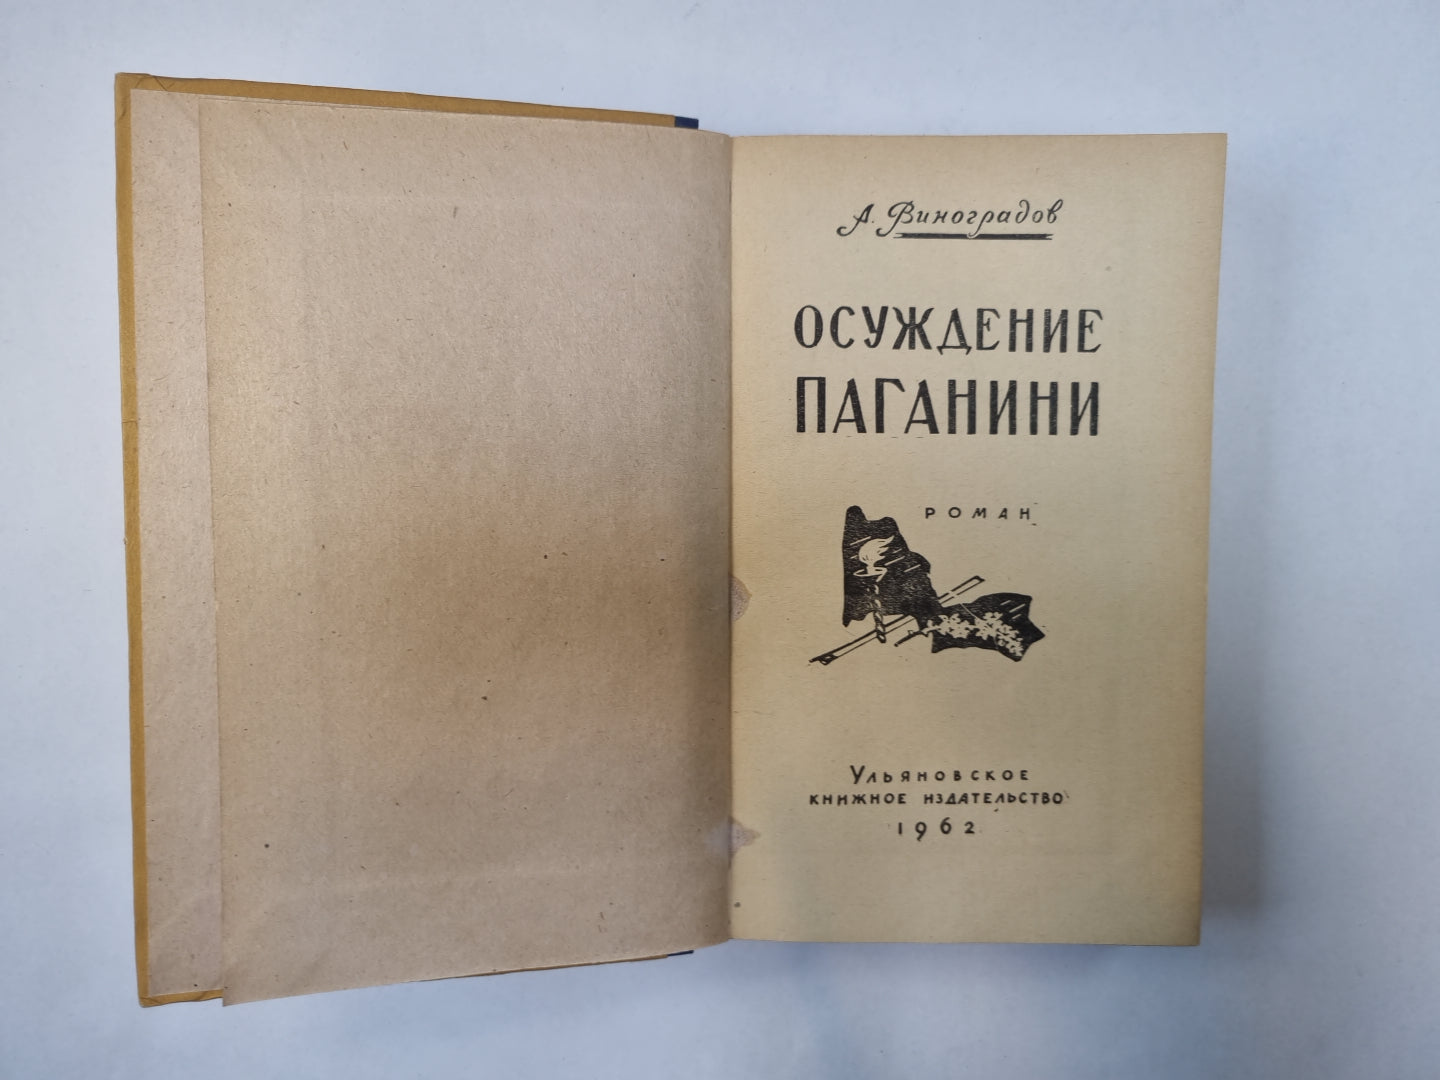 А. Виноградов
ОСУЖДЕНИЕ
ПАГАНИНИ
РОМАН
УЛЬЯНОВСКОЕ
КНИЖНОЕ ИЗДАТЕЛЬСТВО
1962